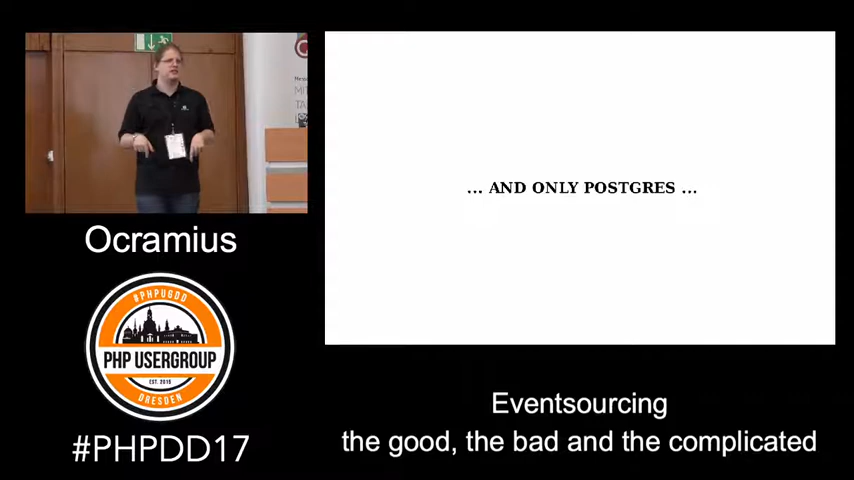 ... AND ONLY POSTGRES ...
Ocramius
#PHPUGDD
PHP USERGROUP
EST. 2015
DRESDEN
#PHPDD17
Eventsourcing
the good, the bad and the complicated